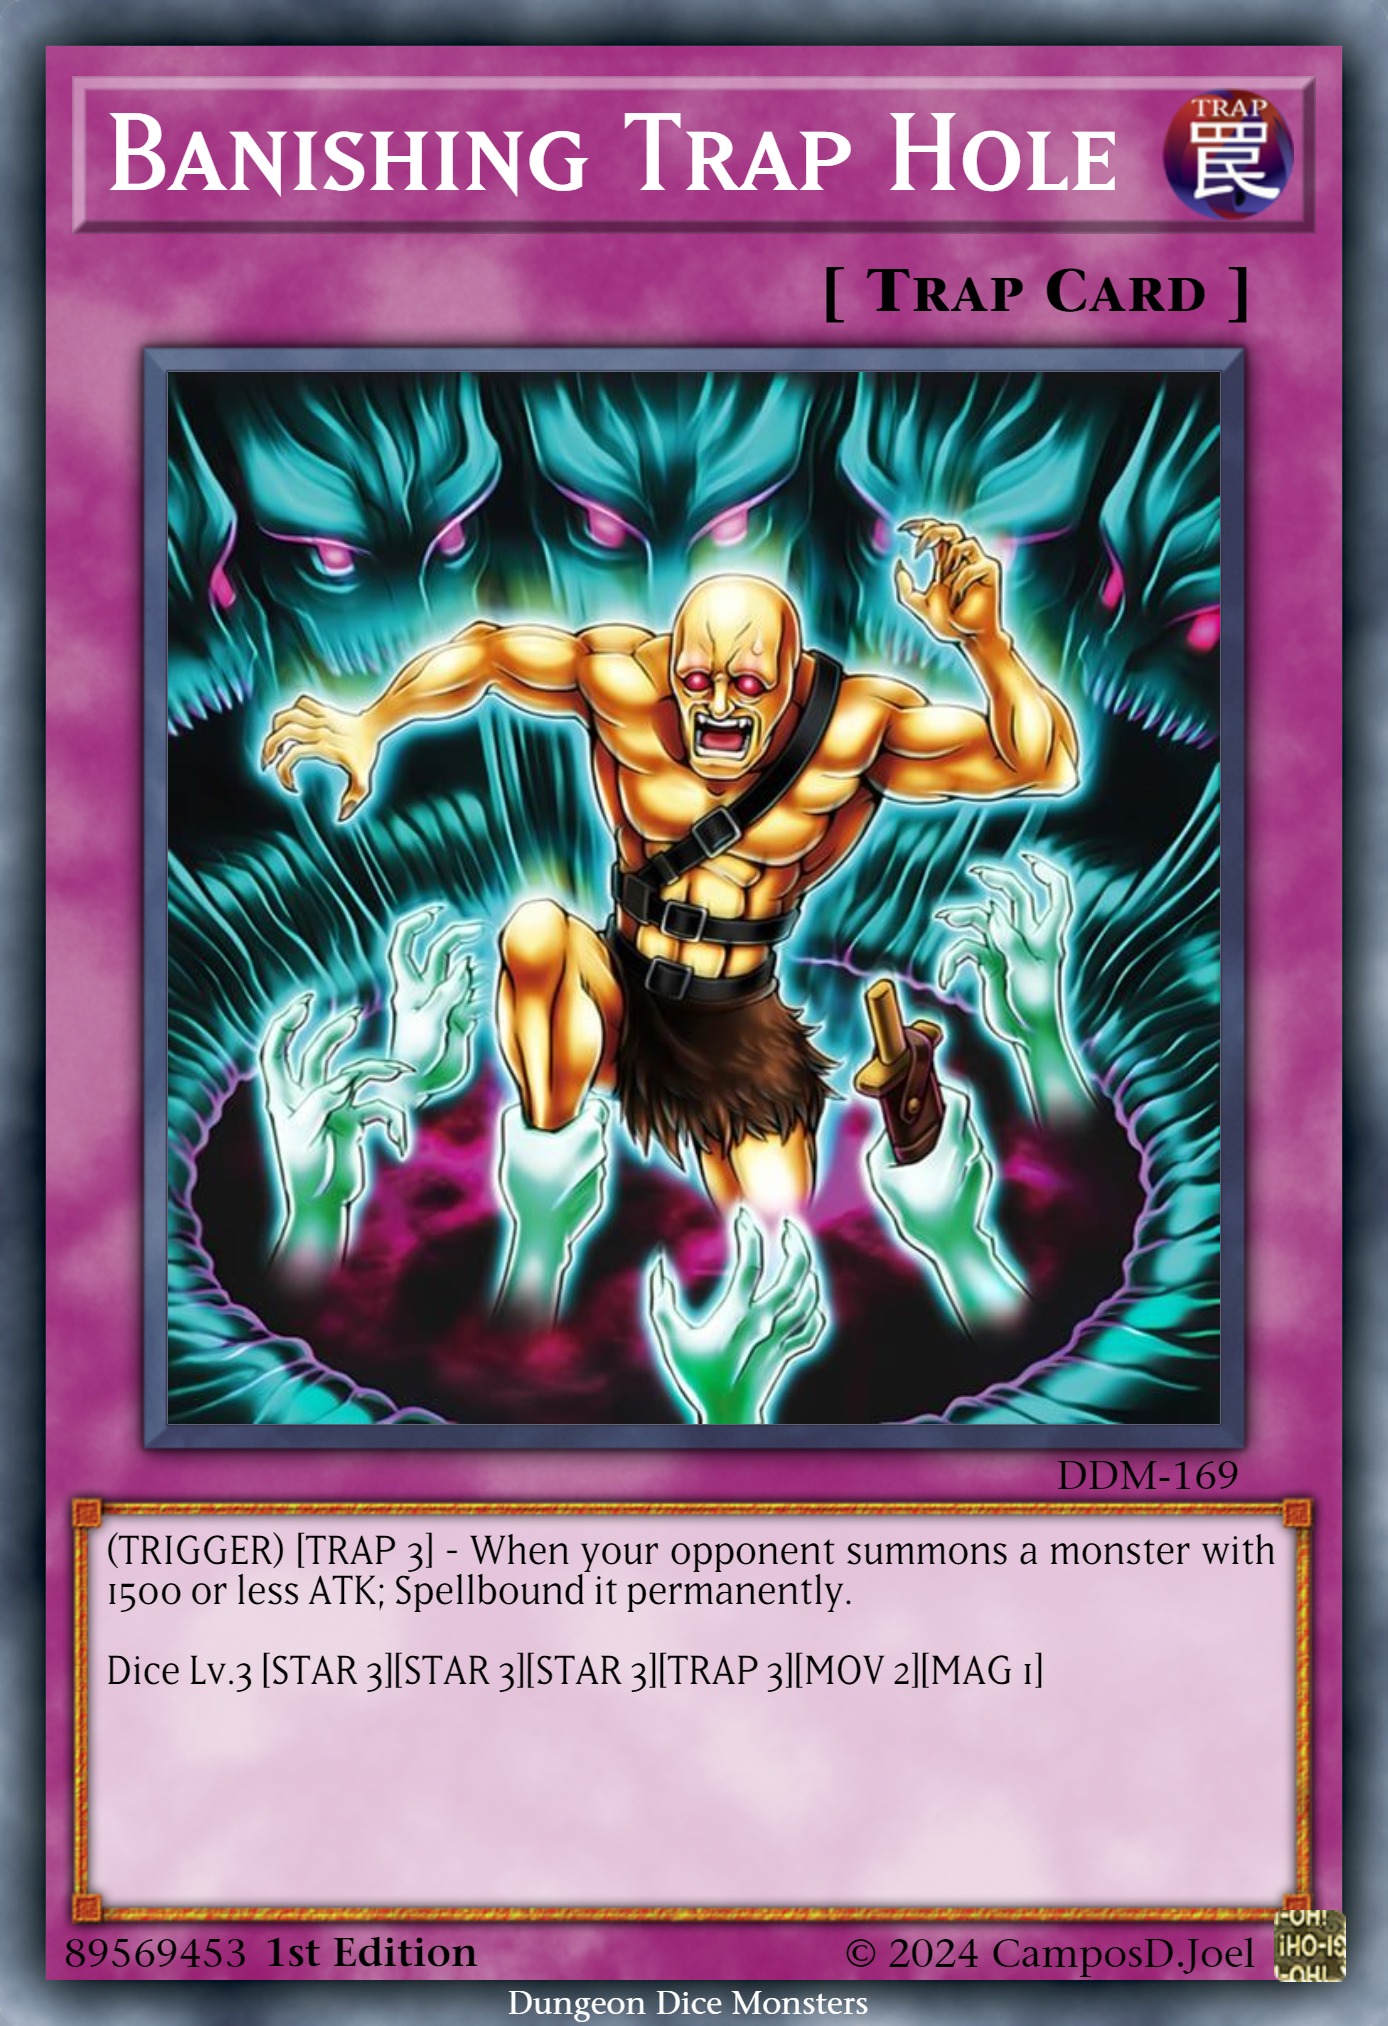 Banishing Trap Hole
TRAP
罠
[ Trap Card ]
DDM-169
(TRIGGER) [TRAP 3] - When your opponent summons a monster with
1500 or less ATK; Spellbound it permanently.
Dice Lv.3 [STAR 3][STAR 3][STAR 3][TRAP 3][MOV 2][MAG 1]
89569453 1st Edition
© 2024 CamposD.Joel
Dungeon Dice Monsters